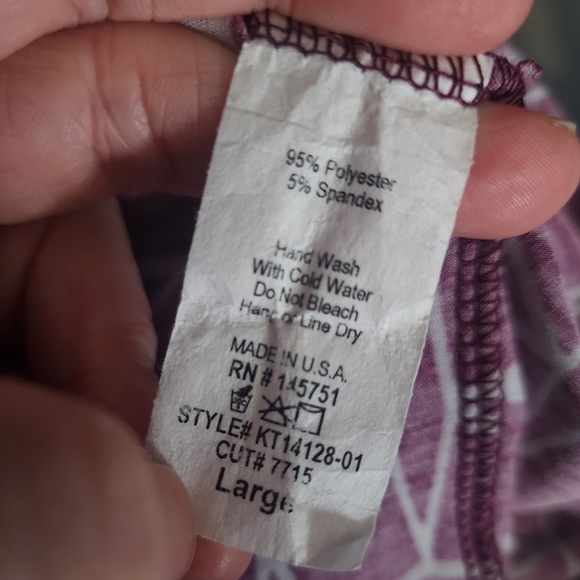 95% Polyester
5% Spandex
Hand Wash
With Cold Water
Do Not Bleach
Hang or Line Dry
MADE IN U.S.A.
RN # 145751
STYLE# KT14128-01
CUT# 7715
Large